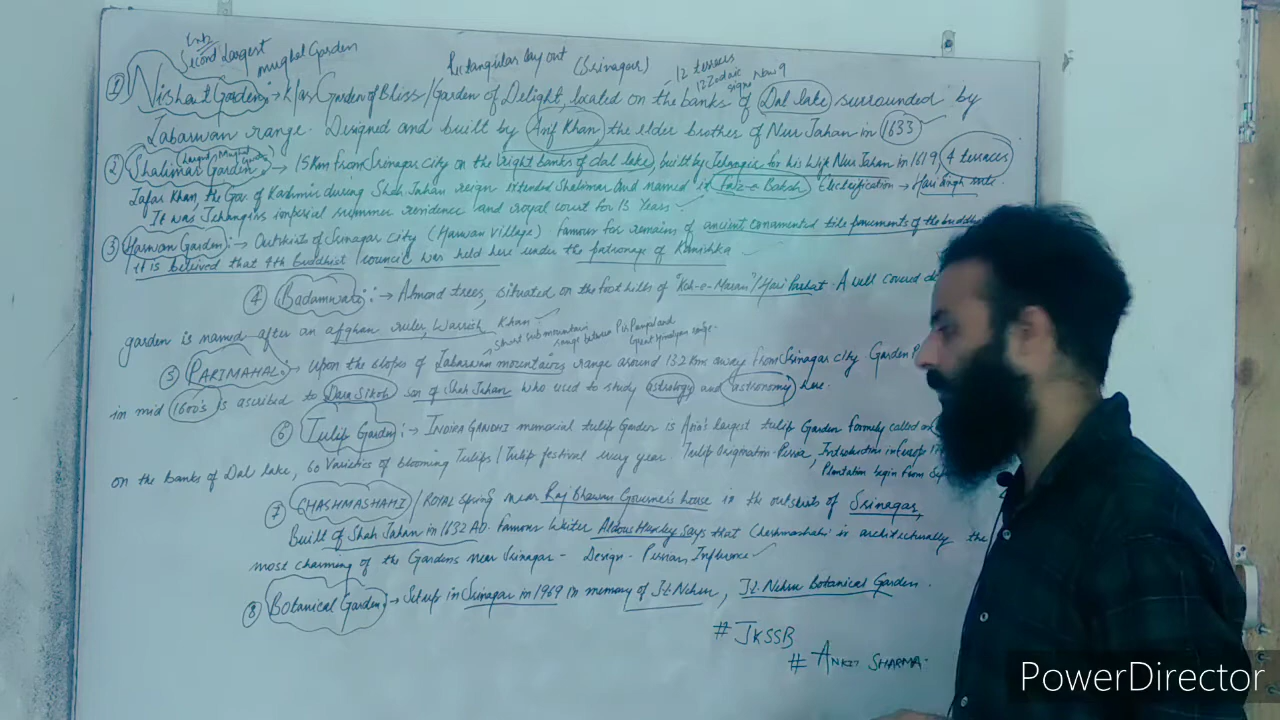 Second Largest Mughal Garden
Rectangular lay out (Srinagar)
12 terraces
12 Zodiac signs Now 9
① Nishat Garden :→ K/as Garden of Bliss/Garden of Delight, located on the banks of Dal lake surrounded by
Zabarwan range. Designed and built by Asif Khan the elder brother of Nur Jahan in 1633
② Shalimar Garden :→ 15km from Srinagar city on the right banks of dal lake, built by Jehangir for his wife Nur Jahan in 1619, 4 terraces
(Largest Mughal Garden)
Zafar Khan, the Gov. of Kashmir during Shah Jahan reign extended Shalimar and named it Faiz-e-Baksh Electrification → Hari Singh
It was Jehangirs imperial summer residence and royal court for 13 Years
③ Harwan Garden :→ Outskirts of Srinagar city (Harwan village) Famous for remains of ancient ornamented tile pavements of the buddh
it is believed that 4th buddhist council was held here under the patronage of Kanishka
④ Badamwari :→ Almond trees, situated on the foot hills of "Koh-e-Maran"/Hari Parbat. A well covered
garden is named after an afghan ruler, Warrish Khan
Short sub mountain range between Pir Panjal and Great Himalayan range.
⑤ PARIMAHAL :→ Upon the slopes of Zabarwan mountains range around 13.2 Km away from Srinagar city Garden
in mid 1600's is ascribed to Dara Sikoh son of Shah Jahan who used to study astrology and astronomy here.
⑥ Tulip Garden :→ INDIRA GANDHI memorial tulip Garden is Asia's largest tulip Garden formely called
on the banks of Dal lake, 60 Varieties of blooming Tulips/Tulip festival every year Tulip Origination - Persia, Introduction in Europ
Plantation begin from
⑦ CHASHMASHAHI/ROYAL Spring near Raj Bhawan Governer's house in the outskirts of Srinagar,
Built of Shah Jahan in 1632 AD. Famous Writer Aldous Huxley says that Cheshmashahi is architecturally the
most charming of the Gardens near Srinagar - Design - Persian Influence
⑧ Botanical Garden → Set up in Srinagar in 1969 in memory of Jt. Nehru, Jt. Nehru Botanical Garden.
# JKSSB
# ANKIT SHARMA.
PowerDirector